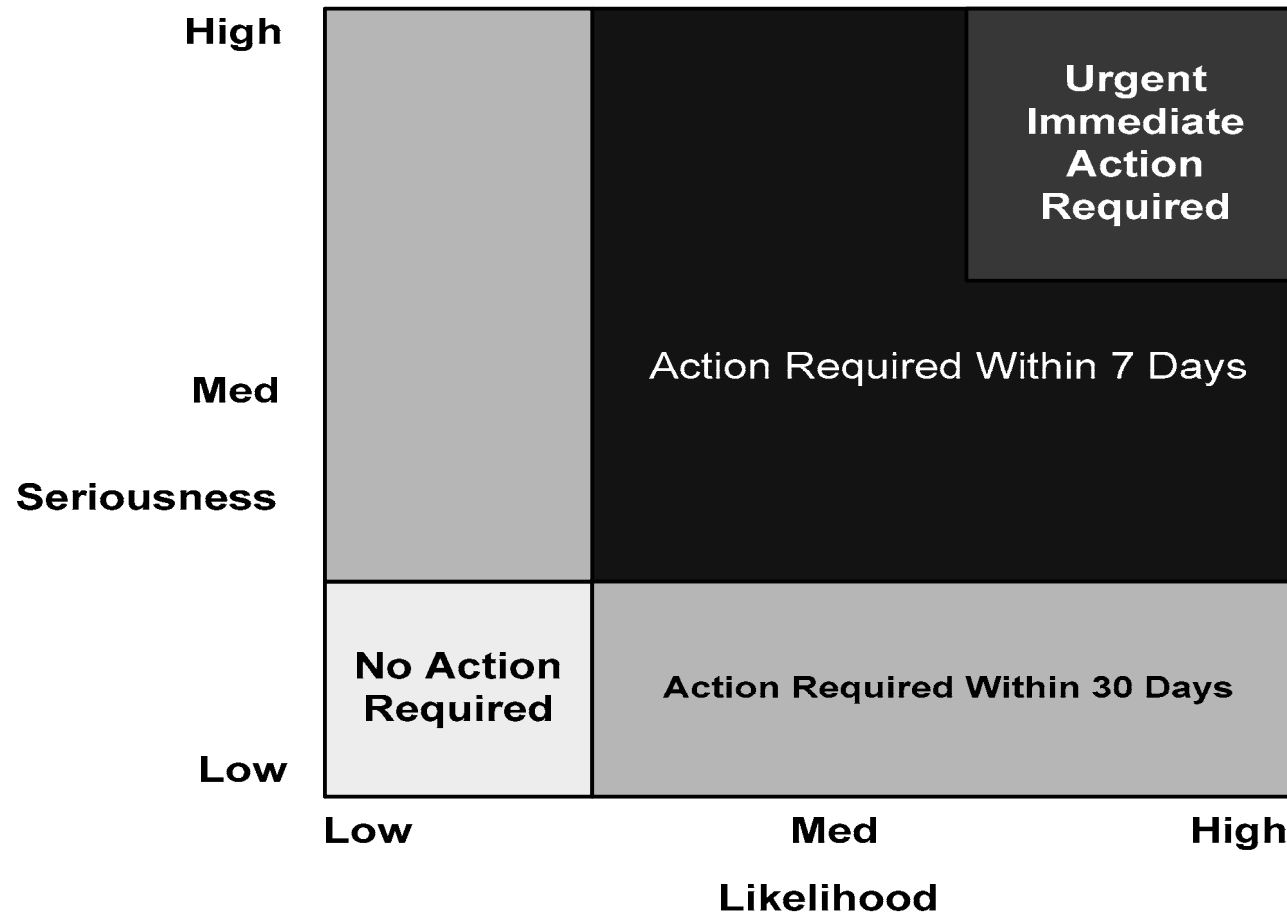 High
Urgent
Immediate
Action
Required
Action Required Within 7 Days
Med
Seriousness
No Action
Required
Action Required Within 30 Days
Low
Low Med High
Likelihood